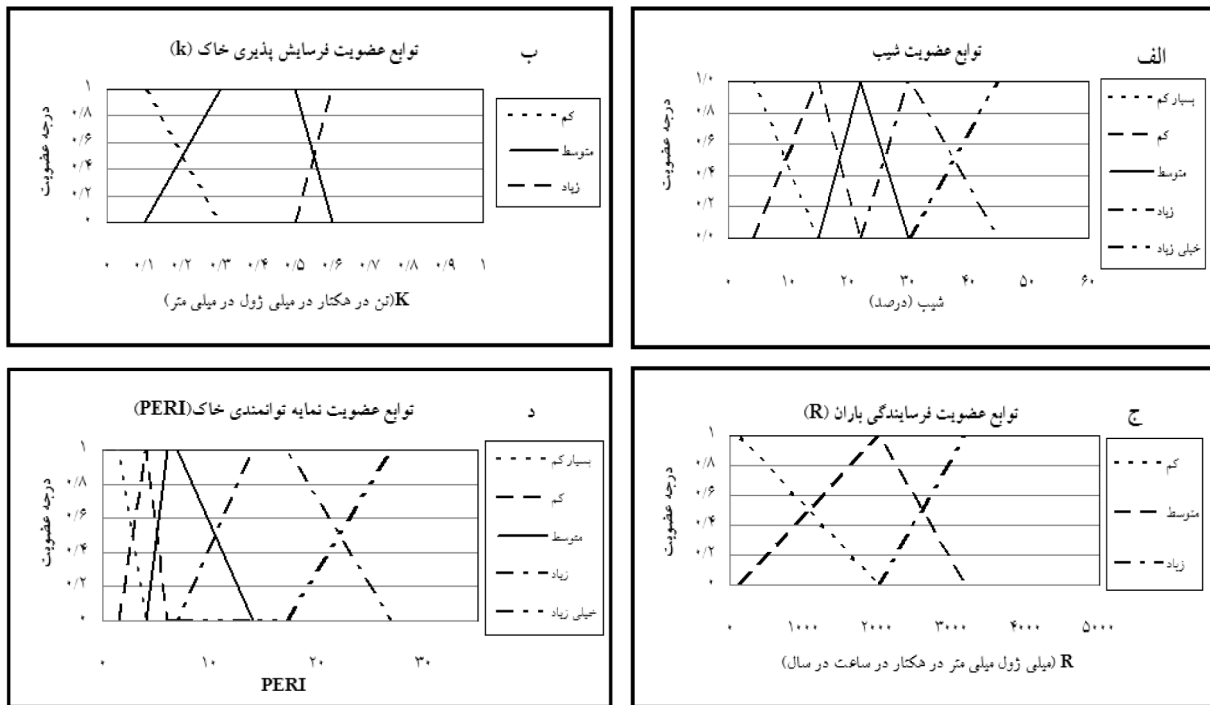 الف
توابع عضویت شیب
درجه عضویت
۱/۰
۰/۸
۰/۶
۰/۴
۰/۲
۰/۰
۰ ۱۰ ۲۰ ۳۰ ۴۰ ۵۰ ۶۰
شیب (درصد)
بسیار کم
کم
متوسط
زیاد
خیلی زیاد
ب
توابع عضویت فرسایش پذیری خاک (k)
درجه عضویت
۱
۰/۸
۰/۶
۰/۴
۰/۲
۰
۰ ۰/۱ ۰/۲ ۰/۳ ۰/۴ ۰/۵ ۰/۶ ۰/۷ ۰/۸ ۰/۹ ۱
K(تن در هکتار در میلی ژول در میلی متر)
کم
متوسط
زیاد
ج
توابع عضویت فرسایندگی باران (R)
درجه عضویت
۱
۰/۸
۰/۶
۰/۴
۰/۲
۰
۰ ۱۰۰۰ ۲۰۰۰ ۳۰۰۰ ۴۰۰۰ ۵۰۰۰
R (میلی ژول میلی متر در هکتار در ساعت در سال)
کم
متوسط
زیاد
د
توابع عضویت نمایه توانمندی خاک(PERI)
درجه عضویت
۱
۰/۸
۰/۶
۰/۴
۰/۲
۰
۰ ۱۰ ۲۰ ۳۰
PERI
بسیار کم
کم
متوسط
زیاد
خیلی زیاد